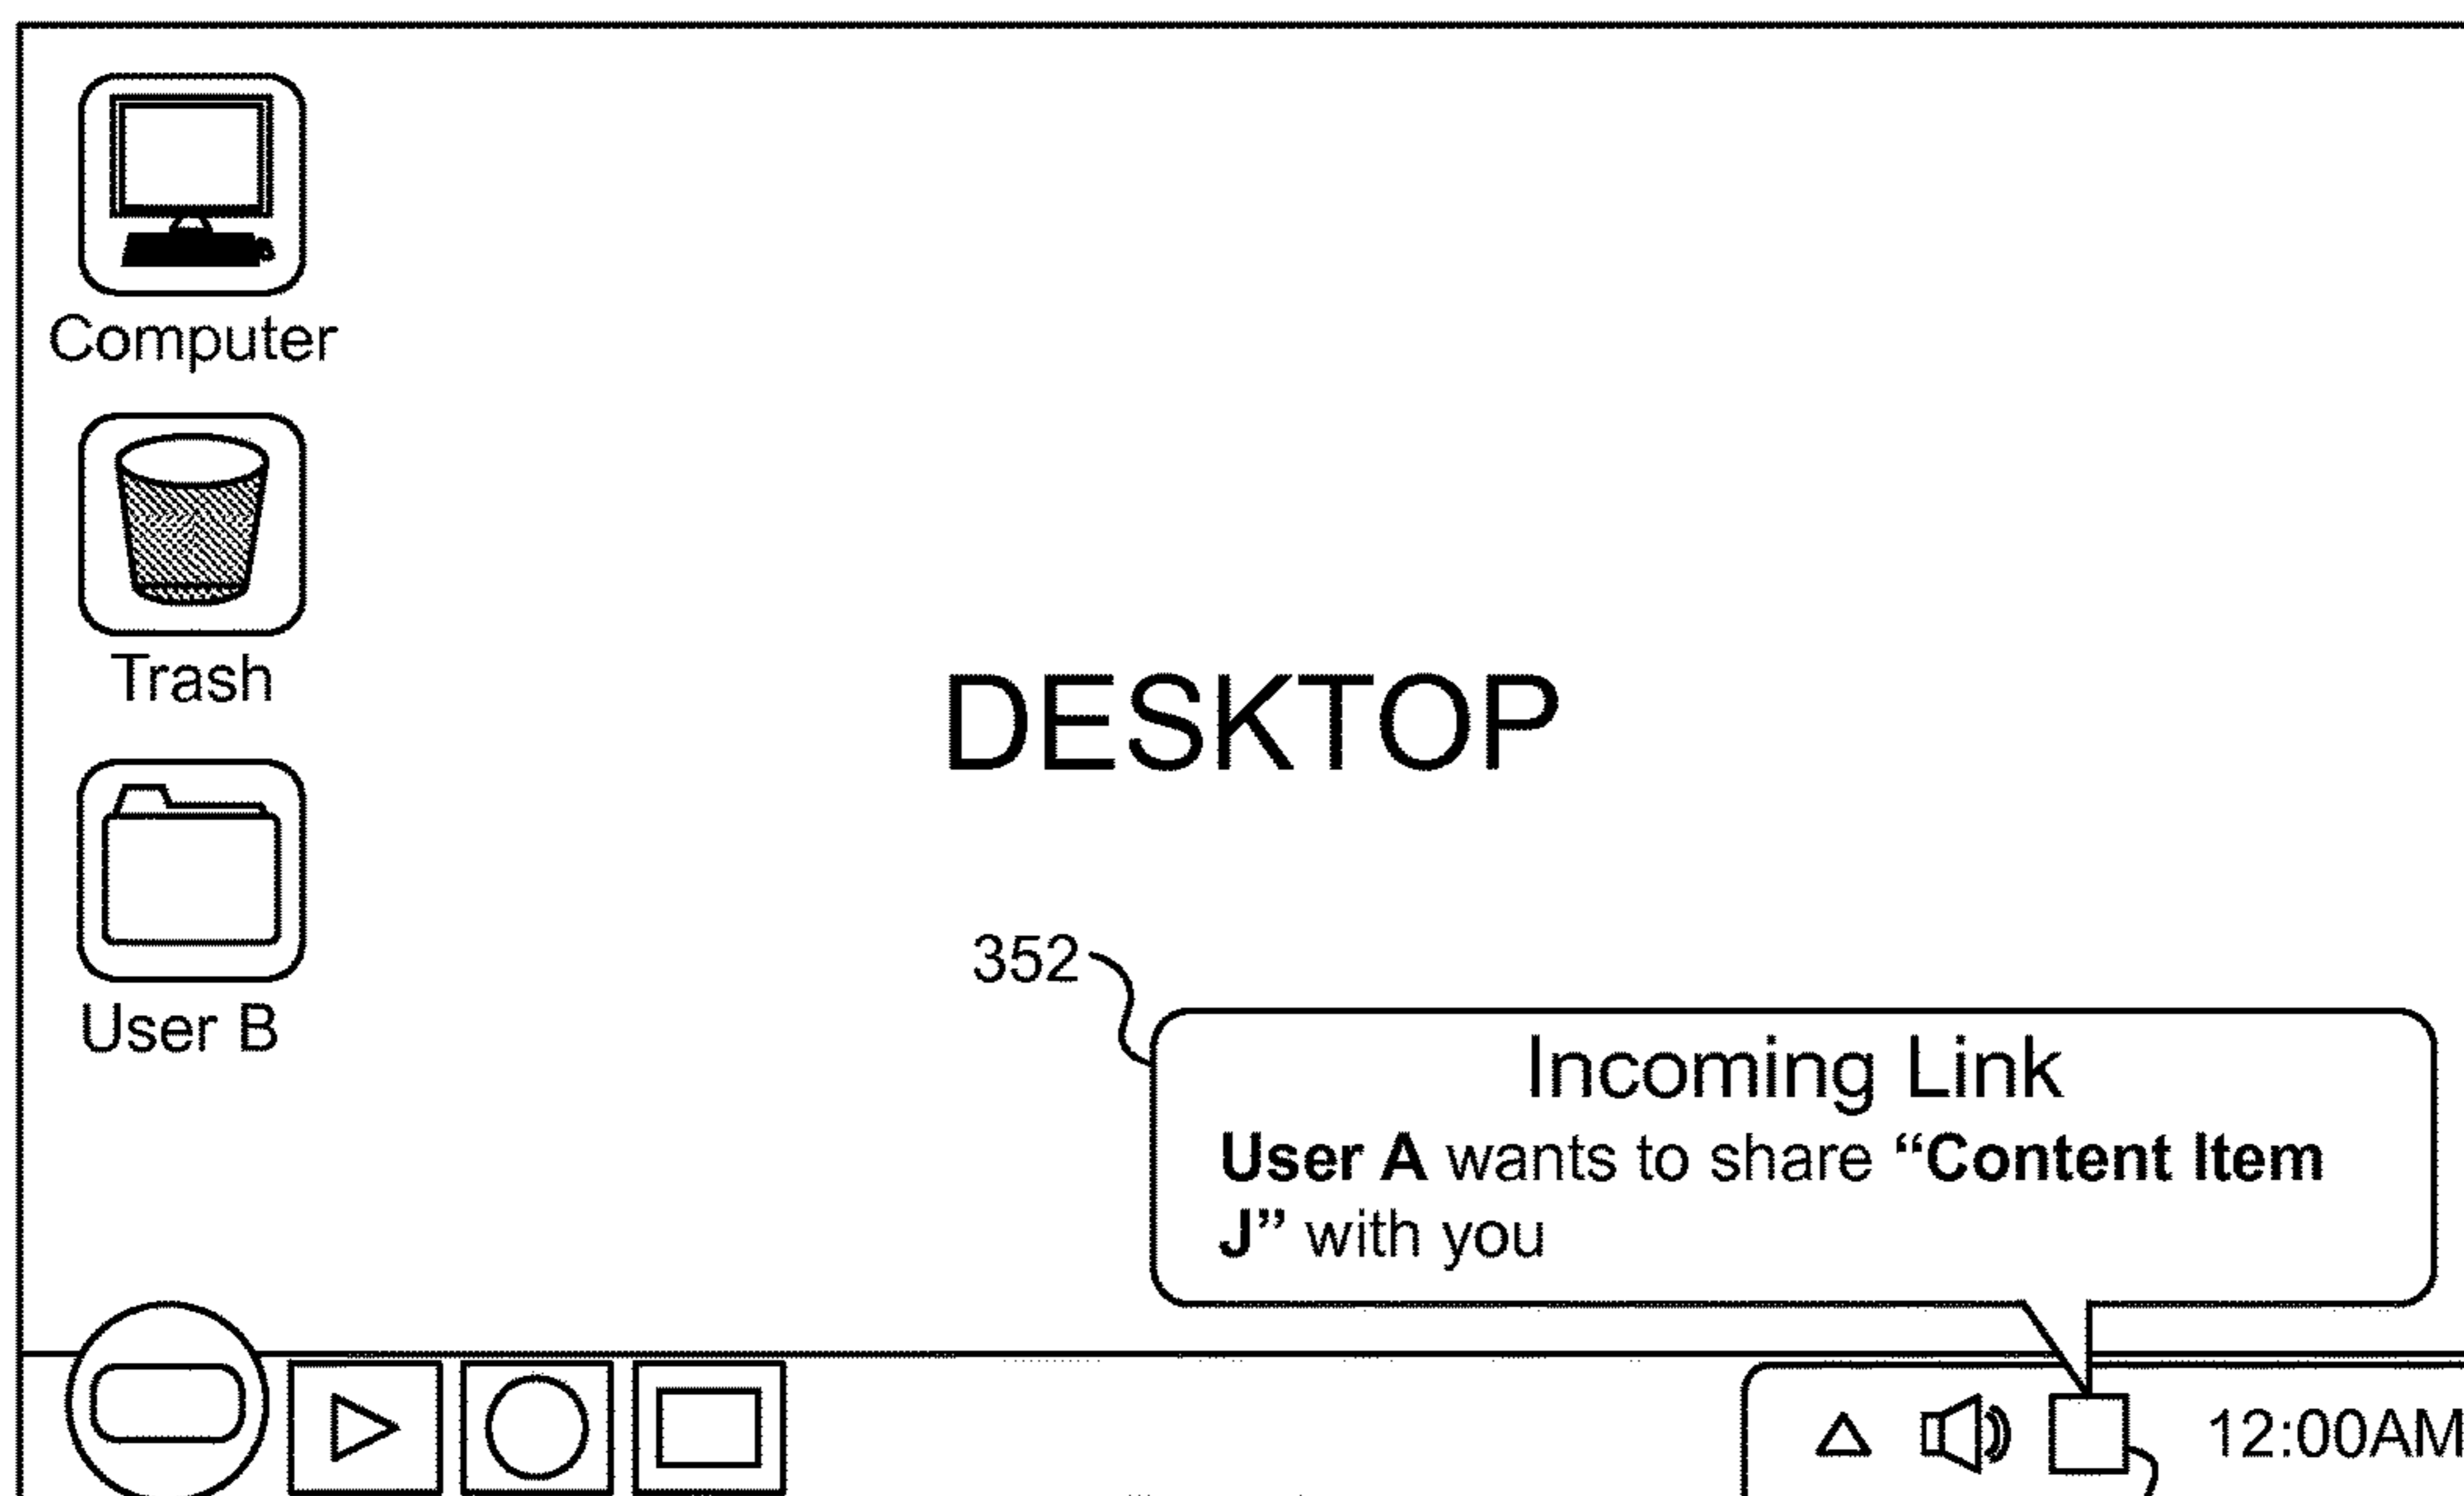 Computer
Trash
DESKTOP
User B
352
Incoming Link
User A wants to share “Content Item
J” with you
12:00AM